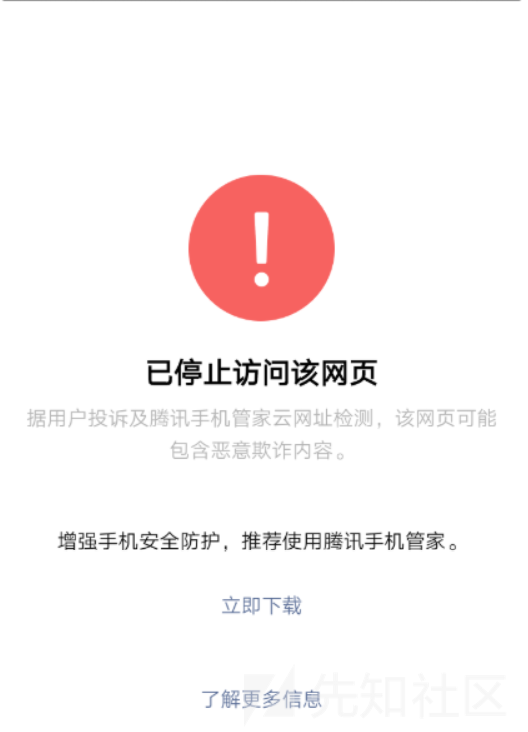 已停止访问该网页
据用户投诉及腾讯手机管家云网址检测，该网页可能
包含恶意欺诈内容。
增强手机安全防护，推荐使用腾讯手机管家。
立即下载
了解更多信息
先知社区